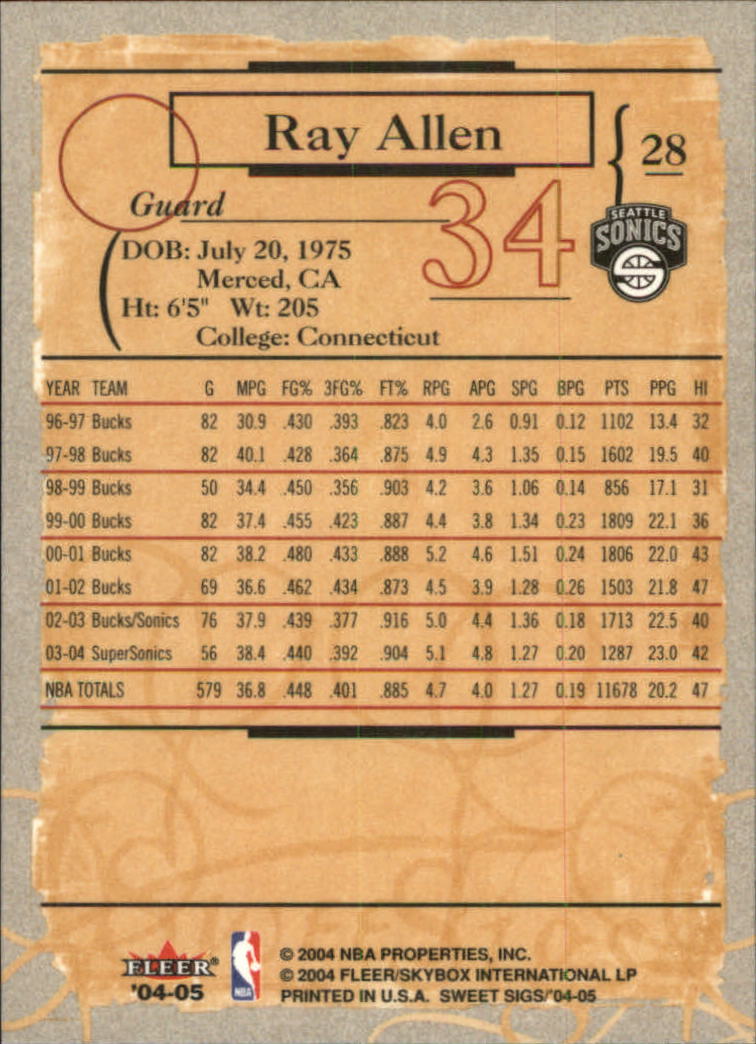 Ray Allen
28
Guard
34
SEATTLE
SONICS
DOB: July 20, 1975
Merced, CA
Ht: 6'5" Wt: 205
College: Connecticut
YEAR TEAM G MPG FG% 3FG% FT% RPG APG SPG BPG PTS PPG HI
96-97 Bucks 82 30.9 .430 .393 .823 4.0 2.6 0.91 0.12 1102 13.4 32
97-98 Bucks 82 40.1 .428 .364 .875 4.9 4.3 1.35 0.15 1602 19.5 40
98-99 Bucks 50 34.4 .450 .356 .903 4.2 3.6 1.06 0.14 856 17.1 31
99-00 Bucks 82 37.4 .455 .423 .887 4.4 3.8 1.34 0.23 1809 22.1 36
00-01 Bucks 82 38.2 .480 .433 .888 5.2 4.6 1.51 0.24 1806 22.0 43
01-02 Bucks 69 36.6 .462 .434 .873 4.5 3.9 1.28 0.26 1503 21.8 47
02-03 Bucks/Sonics 76 37.9 .439 .377 .916 5.0 4.4 1.36 0.18 1713 22.5 40
03-04 SuperSonics 56 38.4 .440 .392 .904 5.1 4.8 1.27 0.20 1287 23.0 42
NBA TOTALS 579 36.8 .448 .401 .885 4.7 4.0 1.27 0.19 11678 20.2 47
FLEER®
'04-05
NBA
© 2004 NBA PROPERTIES, INC.
© 2004 FLEER/SKYBOX INTERNATIONAL LP
PRINTED IN U.S.A. SWEET SIGS/'04-05